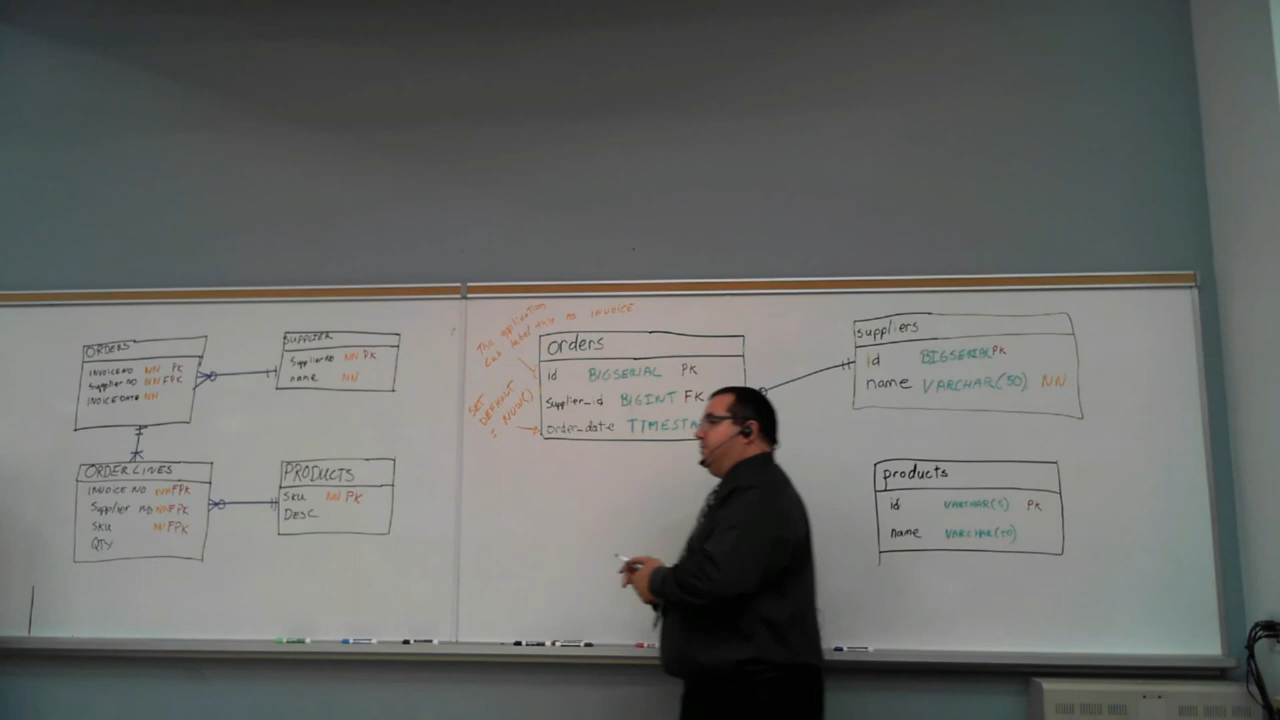 ORDERS
INVOICE NO NN PK
Supplier NO NN FPK
INOICE DATE NN
SUPPLIER
Supplier NO NN PK
name NN
ORDER LINES
INVOICE NO NN FPK
Supplier NO NN FPK
SKU NN FPK
QTY
PRODUCTS
SKU NN PK
DESC
The application
can label this as INVOICE
SET
DEFAULT
: NOW()
orders
id BIGSERIAL PK
Supplier_id BIGINT FK
order_date TIMESTA
suppliers
id BIGSERIAL PK
name VARCHAR(50) NN
products
id VARCHAR(5) PK
name VARCHAR(50)